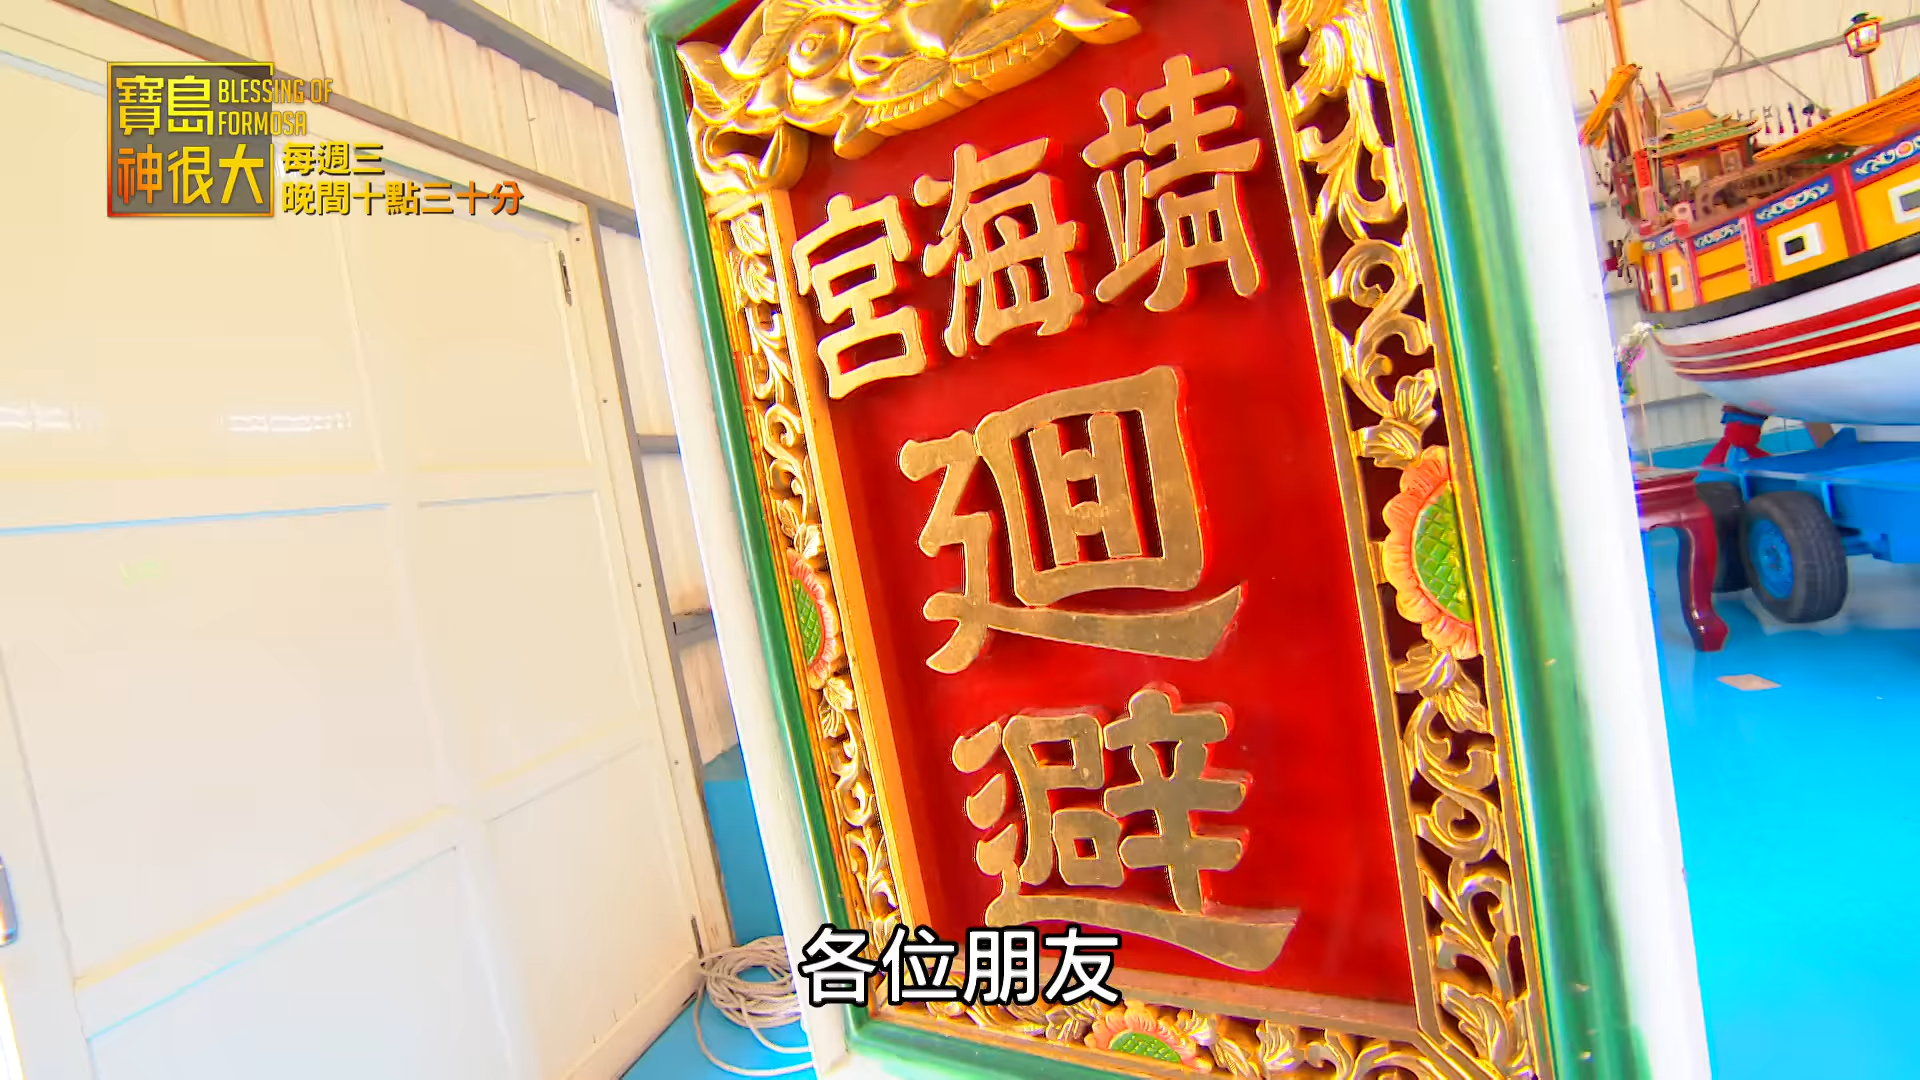 寶島 BLESSING OF
FORMOSA
神很大 每週三
晚間十點三十分
靖海宮
迴
避
各位朋友